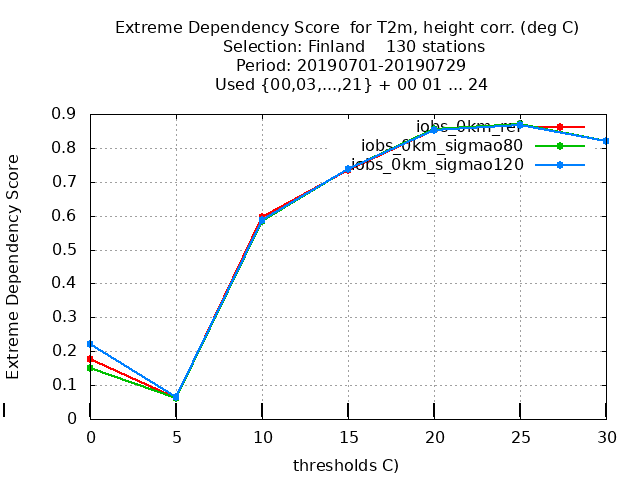 Extreme Dependency Score for T2m, height corr. (deg C)
Selection: Finland 130 stations
Period: 20190701-20190729
Used {00,03,...,21} + 00 01 ... 24
Extreme Dependency Score
0.9
0.8
0.7
0.6
0.5
0.4
0.3
0.2
0.1
0
iobs_0km_ref
iobs_0km_sigmao80
iobs_0km_sigmao120
0 5 10 15 20 25 30
thresholds C)